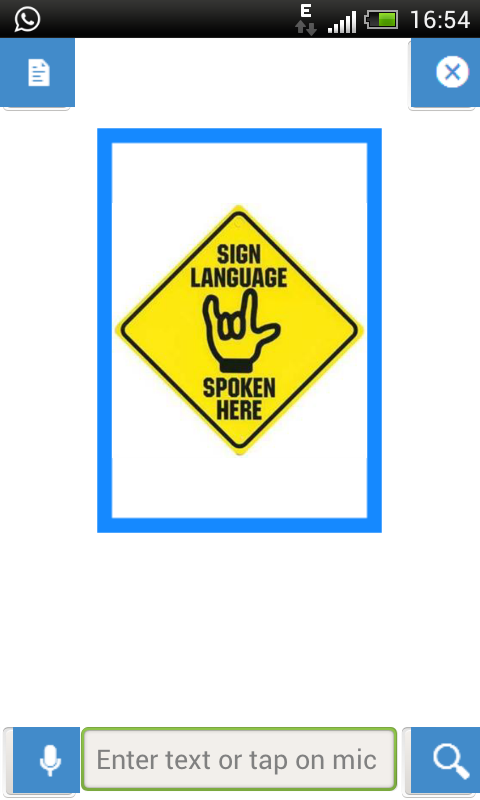 E
16:54
SIGN
LANGUAGE
SPOKEN
HERE
Enter text or tap on mic